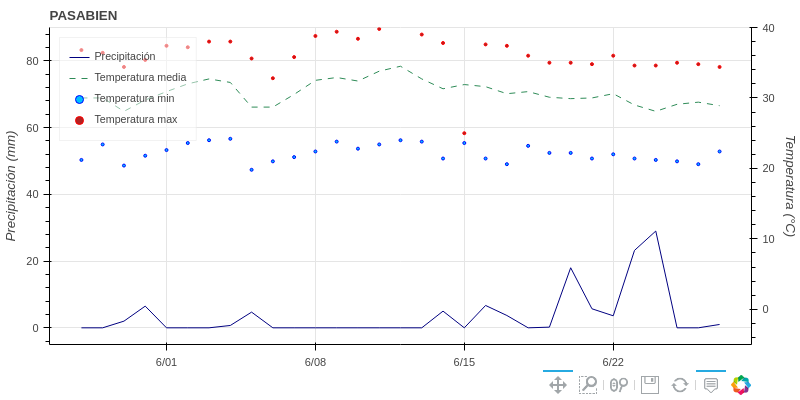 PASABIEN
Precipitación
Temperatura media
Temperatura min
Temperatura max
Precipitación (mm)
80
60
40
20
0
Temperatura (°C)
40
30
20
10
0
6/01
6/08
6/15
6/22